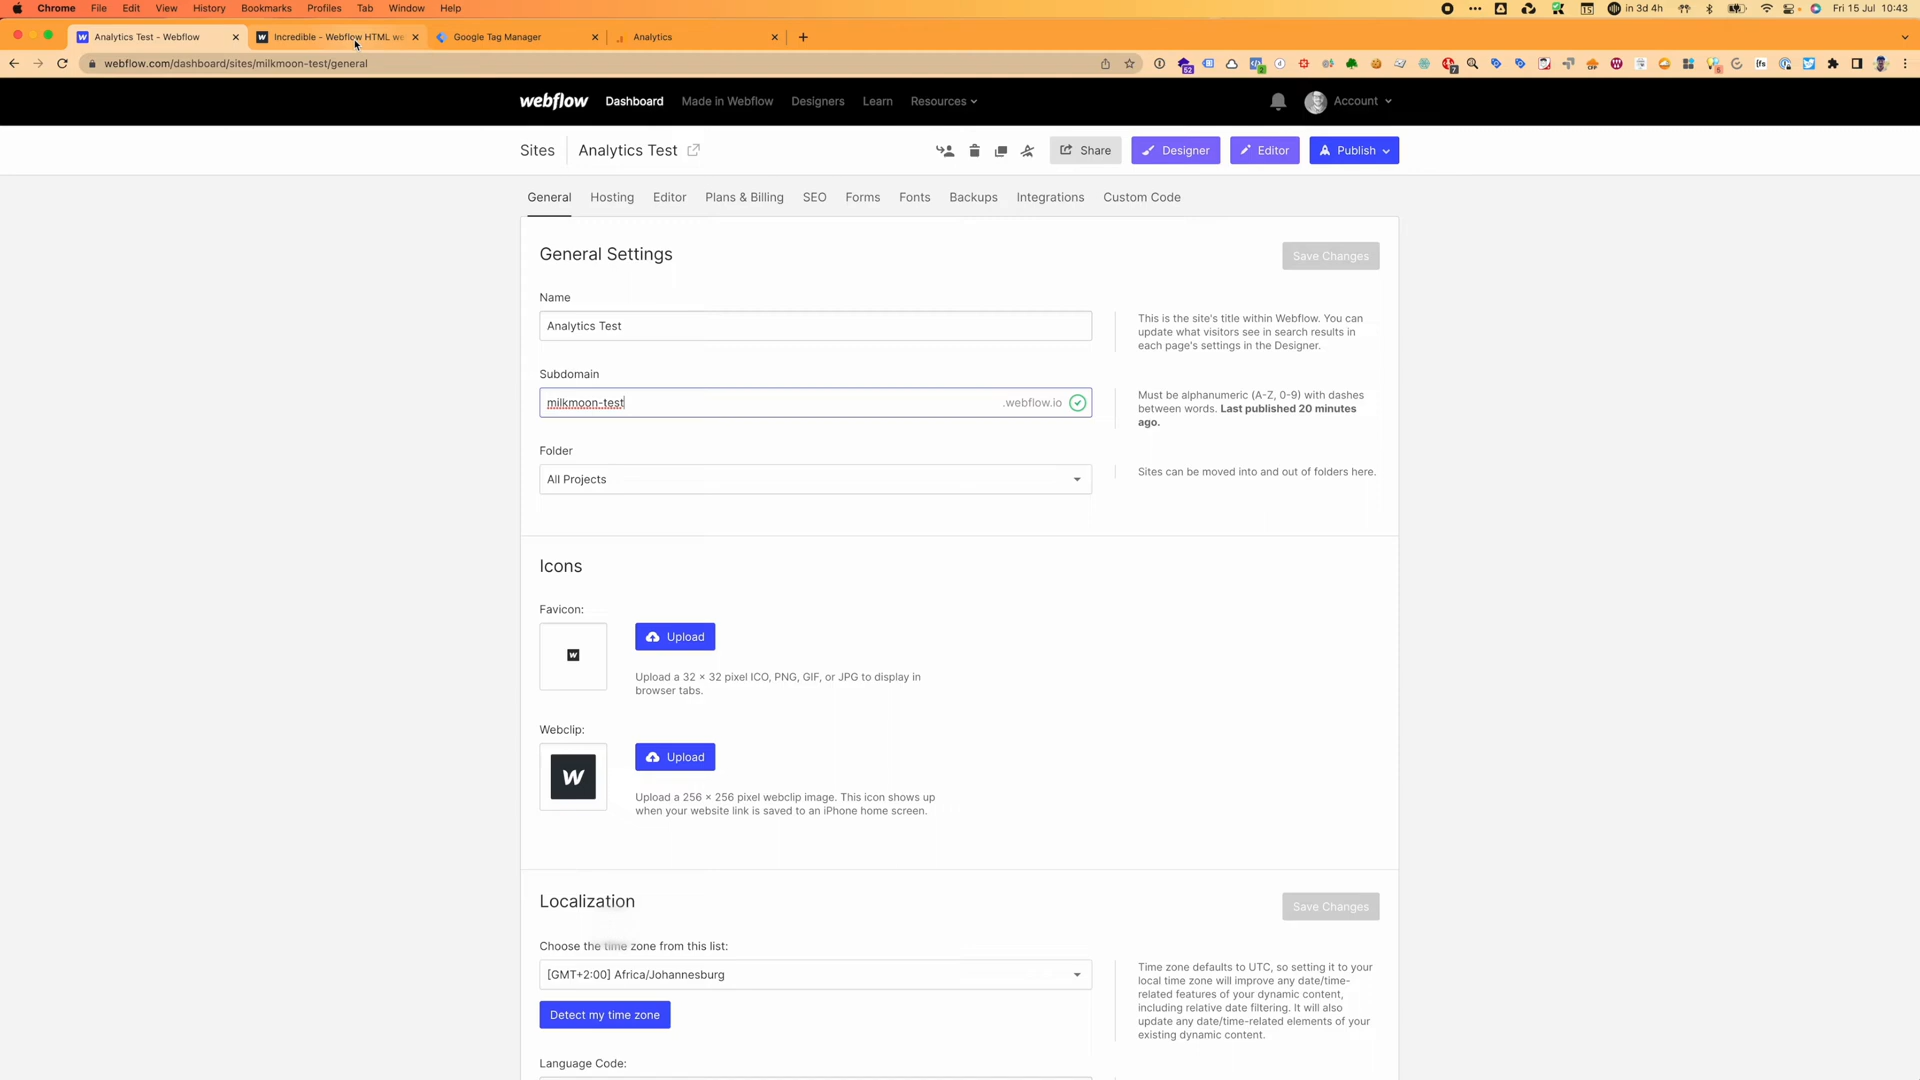 Chrome File Edit View History Bookmarks Profiles Tab Window Help
in 3d 4h Fri 15 Jul 10:43
Analytics Test - Webflow
Incredible - Webflow HTML we
Google Tag Manager
Analytics
webflow.com/dashboard/sites/milkmoon-test/general
webflow Dashboard Made in Webflow Designers Learn Resources Account
Sites Analytics Test Share Designer Editor Publish
General Hosting Editor Plans & Billing SEO Forms Fonts Backups Integrations Custom Code
General Settings
Save Changes
Name
Analytics Test
This is the site's title within Webflow. You can
update what visitors see in search results in
each page's settings in the Designer.
Subdomain
milkmoon-test .webflow.io
Must be alphanumeric (A-Z, 0-9) with dashes
between words. Last published 20 minutes
ago.
Folder
All Projects
Sites can be moved into and out of folders here.
Icons
Favicon:
Upload
Upload a 32 × 32 pixel ICO, PNG, GIF, or JPG to display in
browser tabs.
Webclip:
Upload
Upload a 256 × 256 pixel webclip image. This icon shows up
when your website link is saved to an iPhone home screen.
Localization
Save Changes
Choose the time zone from this list:
[GMT+2:00] Africa/Johannesburg
Time zone defaults to UTC, so setting it to your
local time zone will improve any date/time-
related features of your dynamic content,
including relative date filtering. It will also
update any date/time-related elements of your
existing dynamic content.
Detect my time zone
Language Code: